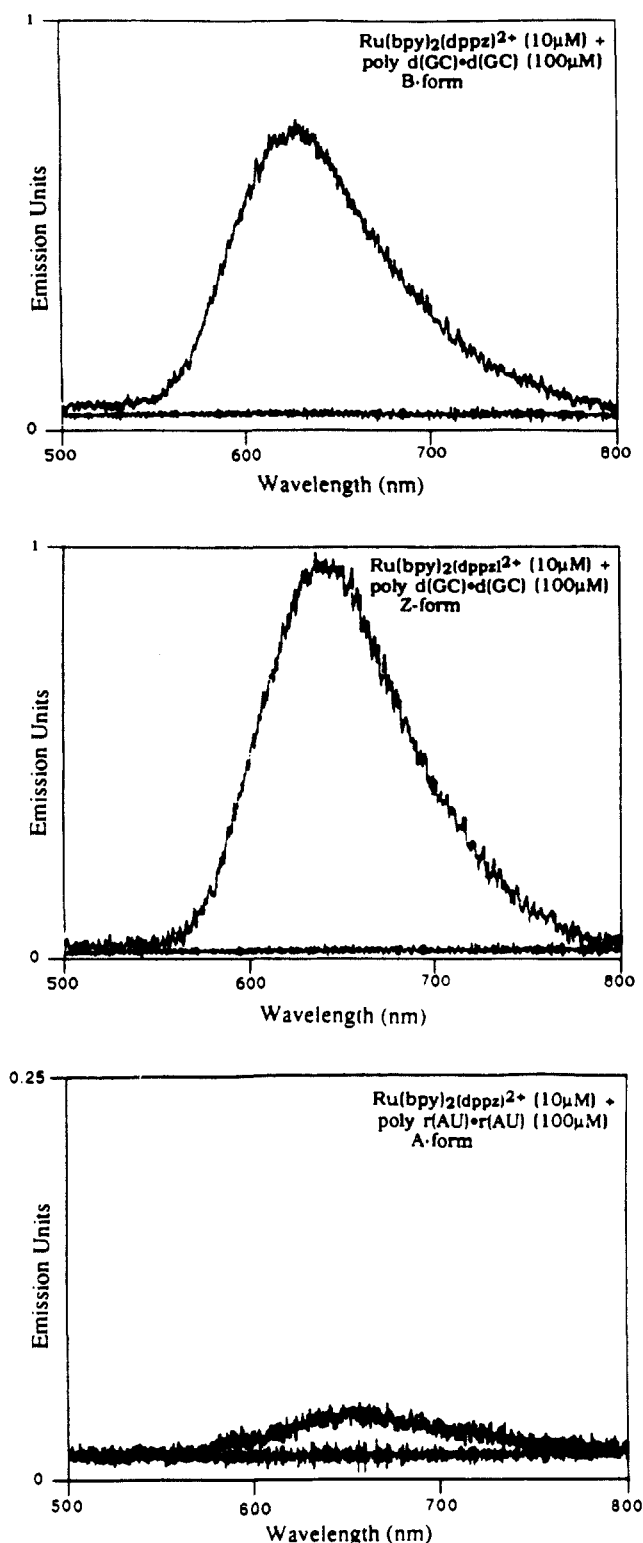 1
Ru(bpy)2(dppz)2+ (10μM) +
poly d(GC)•d(GC) (100μM)
B-form
Emission Units
0
500 600 700 800
Wavelength (nm)
1
Ru(bpy)2(dppz)2+ (10μM) +
poly d(GC)•d(GC) (100μM)
Z-form
Emission Units
0
500 600 700 800
Wavelength (nm)
0.25
Ru(bpy)2(dppz)2+ (10μM) +
poly r(AU)•r(AU) (100μM)
A-form
Emission Units
0
500 600 700 800
Wavelength (nm)